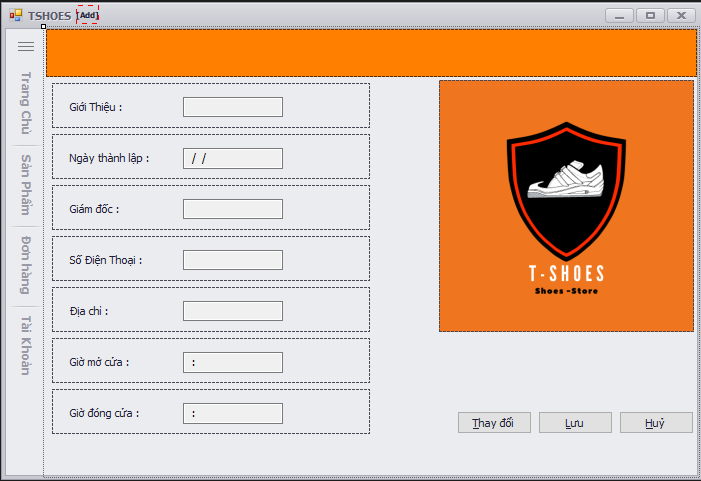 TSHOES [Add]
Trang Chủ
Sản Phẩm
Đơn hàng
Tài Khoản
Giới Thiệu :
Ngày thành lập : / /
Giám đốc :
Số Điện Thoại :
Địa chỉ :
Giờ mở cửa : :
Giờ đóng cửa : :
T-SHOES
Shoes -Store
Thay đổi Lưu Huỷ